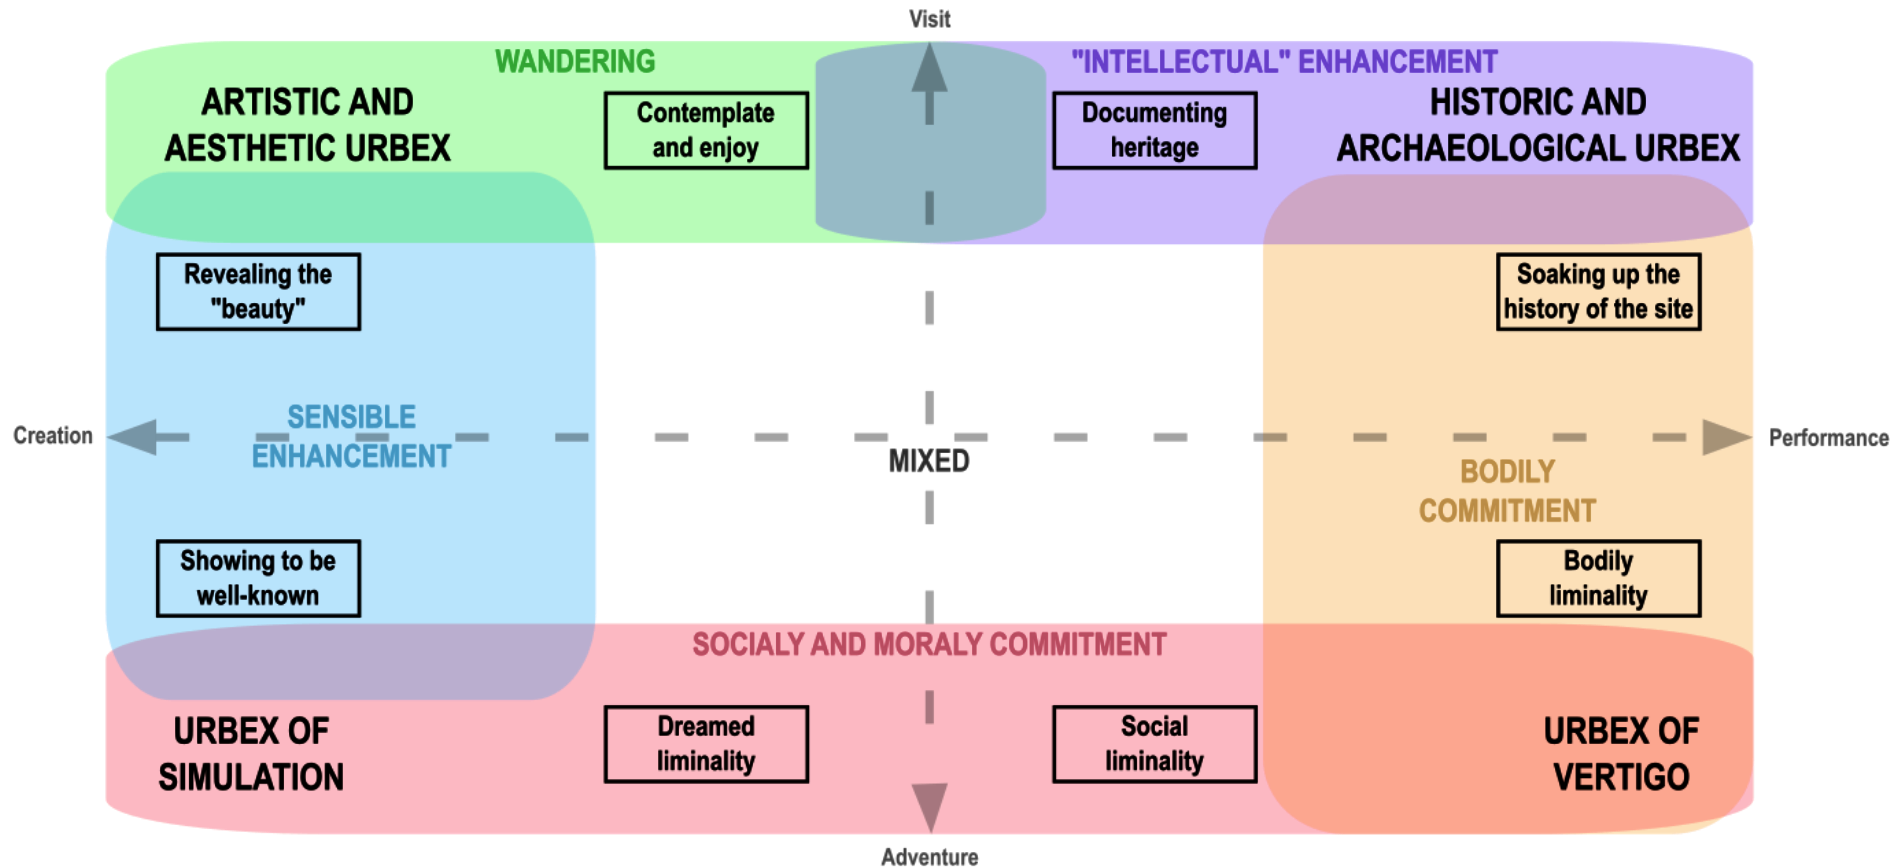 Visit
WANDERING
"INTELLECTUAL" ENHANCEMENT
ARTISTIC AND
AESTHETIC URBEX
Contemplate
and enjoy
Documenting
heritage
HISTORIC AND
ARCHAEOLOGICAL URBEX
Revealing the
"beauty"
Soaking up the
history of the site
Creation
SENSIBLE
ENHANCEMENT
MIXED
Performance
BODILY
COMMITMENT
Showing to be
well-known
Bodily
liminality
SOCIALY AND MORALY COMMITMENT
URBEX OF
SIMULATION
Dreamed
liminality
Social
liminality
URBEX OF
VERTIGO
Adventure